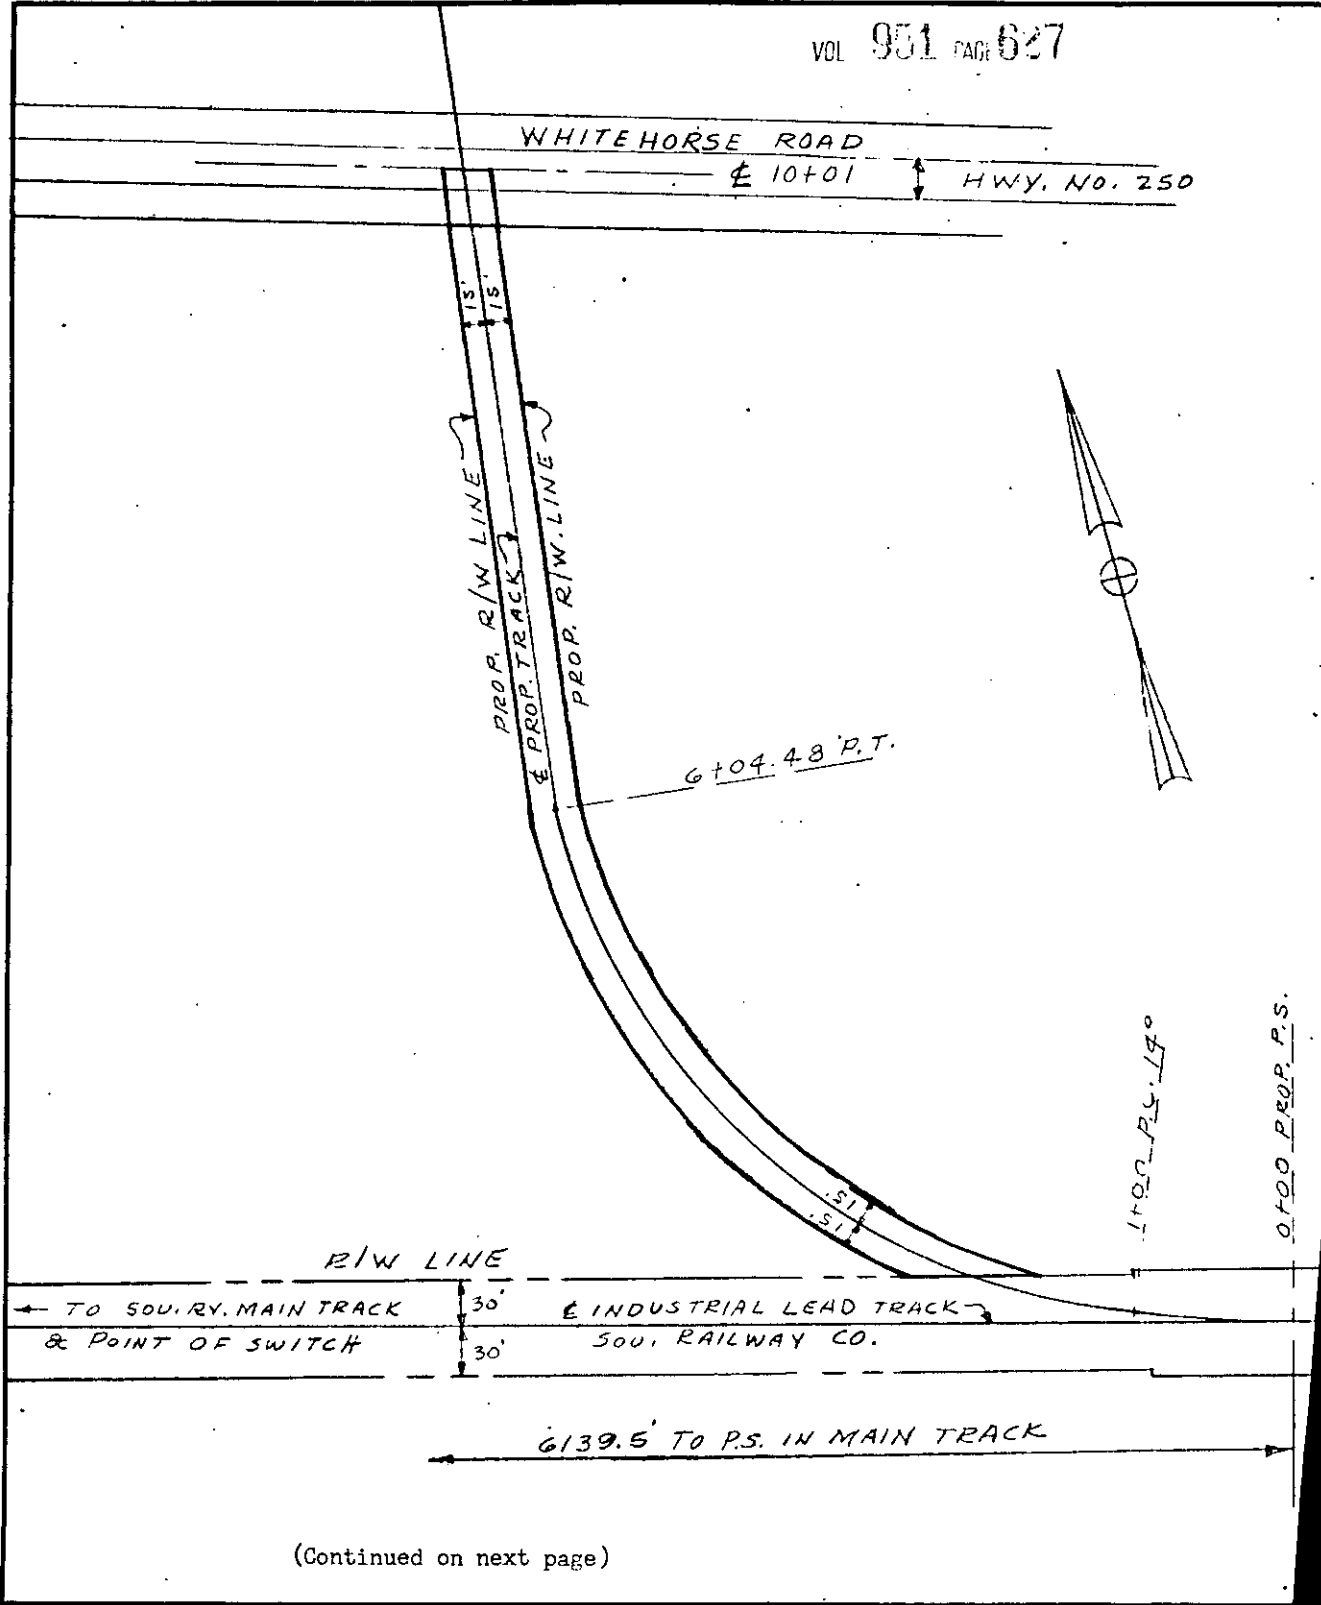 VOL 951 PAGE 627
WHITEHORSE ROAD
℄ 10+01
HWY. NO. 250
15' 15'
PROP. R/W LINE
℄ PROP. TRACK
PROP. R/W. LINE
6+04.48 P.T.
1+00 P.C. 14°
0+00 PROP. P.S.
15'
15'
R/W LINE
← TO SOU. RY. MAIN TRACK
& POINT OF SWITCH
30'
30'
℄ INDUSTRIAL LEAD TRACK
SOU. RAILWAY CO.
6139.5' TO P.S. IN MAIN TRACK
(Continued on next page)